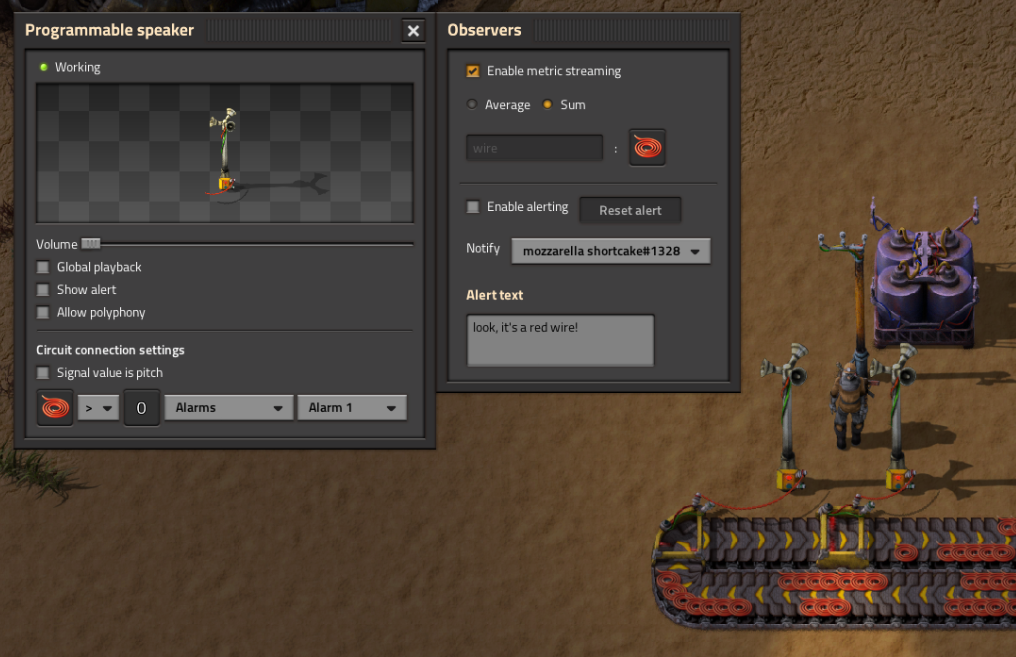 Programmable speaker
Working
Volume
Global playback
Show alert
Allow polyphony
Circuit connection settings
Signal value is pitch
> 0 Alarms Alarm 1
Observers
Enable metric streaming
Average Sum
wire :
Enable alerting Reset alert
Notify mozzarella shortcake#1328
Alert text
look, it's a red wire!